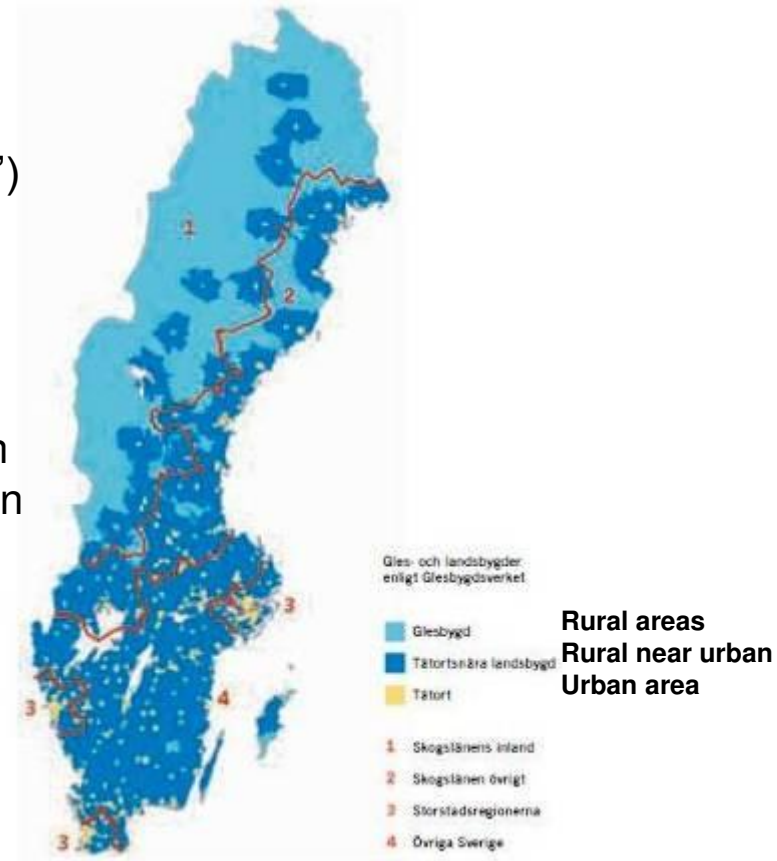 ’)
n
n
1
2
3
3
4
3
Gles- och landsbygder
enligt Glesbygdsverket
Glesbygd
Rural areas
Tätortsnära landsbygd
Rural near urban
Tätort
Urban area
1 Skogslänens inland
2 Skogslänen övrigt
3 Storstadsregionerna
4 Övriga Sverige